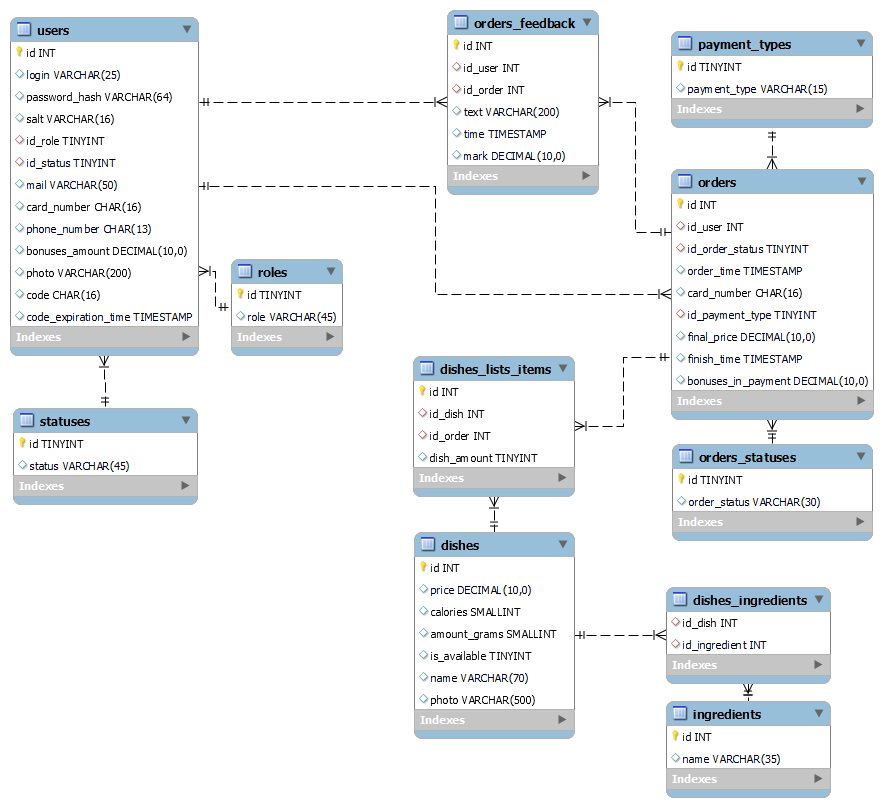 users
id INT
login VARCHAR(25)
password_hash VARCHAR(64)
salt VARCHAR(16)
id_role TINYINT
id_status TINYINT
mail VARCHAR(50)
card_number CHAR(16)
phone_number CHAR(13)
bonuses_amount DECIMAL(10,0)
photo VARCHAR(200)
code CHAR(16)
code_expiration_time TIMESTAMP
Indexes
roles
id TINYINT
role VARCHAR(45)
Indexes
statuses
id TINYINT
status VARCHAR(45)
Indexes
orders_feedback
id INT
id_user INT
id_order INT
text VARCHAR(200)
time TIMESTAMP
mark DECIMAL(10,0)
Indexes
payment_types
id TINYINT
payment_type VARCHAR(15)
Indexes
orders
id INT
id_user INT
id_order_status TINYINT
order_time TIMESTAMP
card_number CHAR(16)
id_payment_type TINYINT
final_price DECIMAL(10,0)
finish_time TIMESTAMP
bonuses_in_payment DECIMAL(10,0)
Indexes
dishes_lists_items
id INT
id_dish INT
id_order INT
dish_amount TINYINT
Indexes
orders_statuses
id TINYINT
order_status VARCHAR(30)
Indexes
dishes
id INT
price DECIMAL(10,0)
calories SMALLINT
amount_grams SMALLINT
is_available TINYINT
name VARCHAR(70)
photo VARCHAR(500)
Indexes
dishes_ingredients
id_dish INT
id_ingredient INT
Indexes
ingredients
id INT
name VARCHAR(35)
Indexes